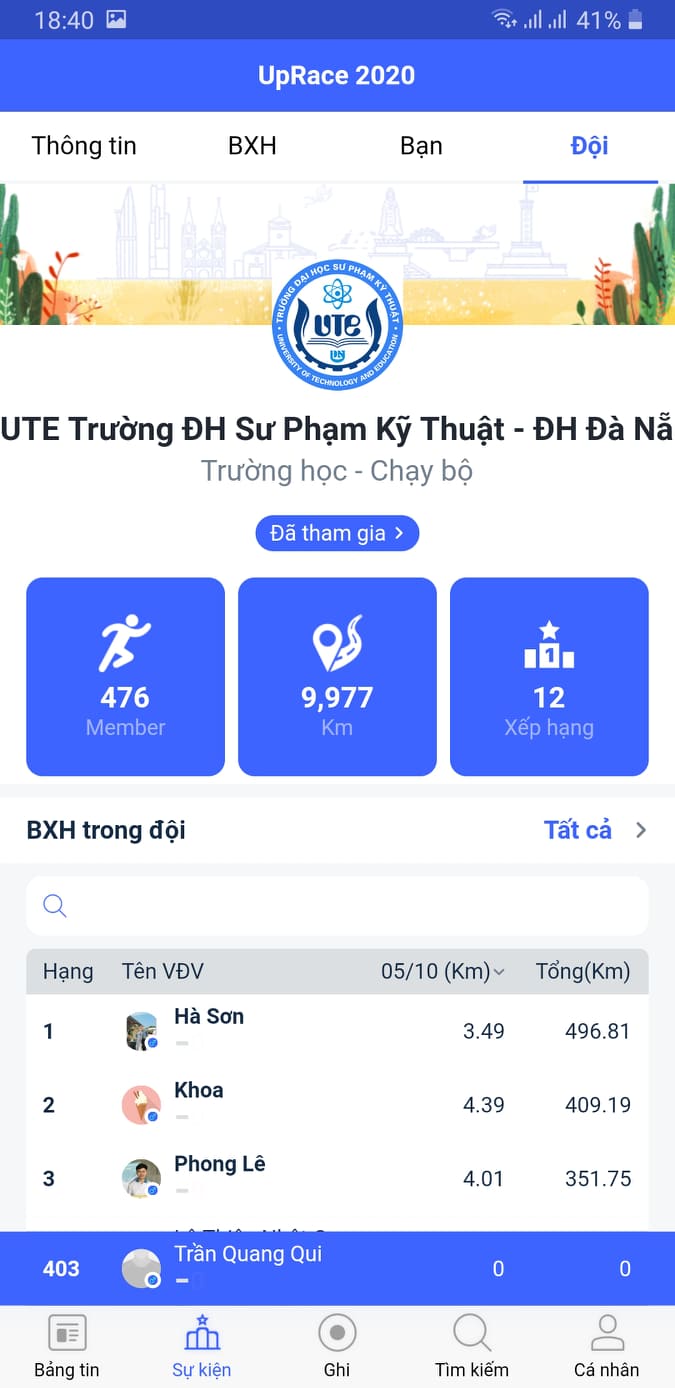 18:40
41%
UpRace 2020
Thông tin
BXH
Bạn
Đội
TRƯỜNG ĐẠI HỌC SƯ PHẠM KỸ THUẬT
UTE
UNIVERSITY OF TECHNOLOGY AND EDUCATION
UTE Trường ĐH Sư Phạm Kỹ Thuật - ĐH Đà Nẵ
Trường học - Chạy bộ
Đã tham gia
1
476
9,977
12
Member
Km
Xếp hạng
BXH trong đội
Tất cả
Hạng
Tên VĐV
05/10 (Km)
Tổng(Km)
1
Hà Sơn
3.49
496.81
2
Khoa
4.39
409.19
3
Phong Lê
4.01
351.75
403
Trần Quang Qui
0
0
Bảng tin
Sự kiện
Ghi
Tìm kiếm
Cá nhân